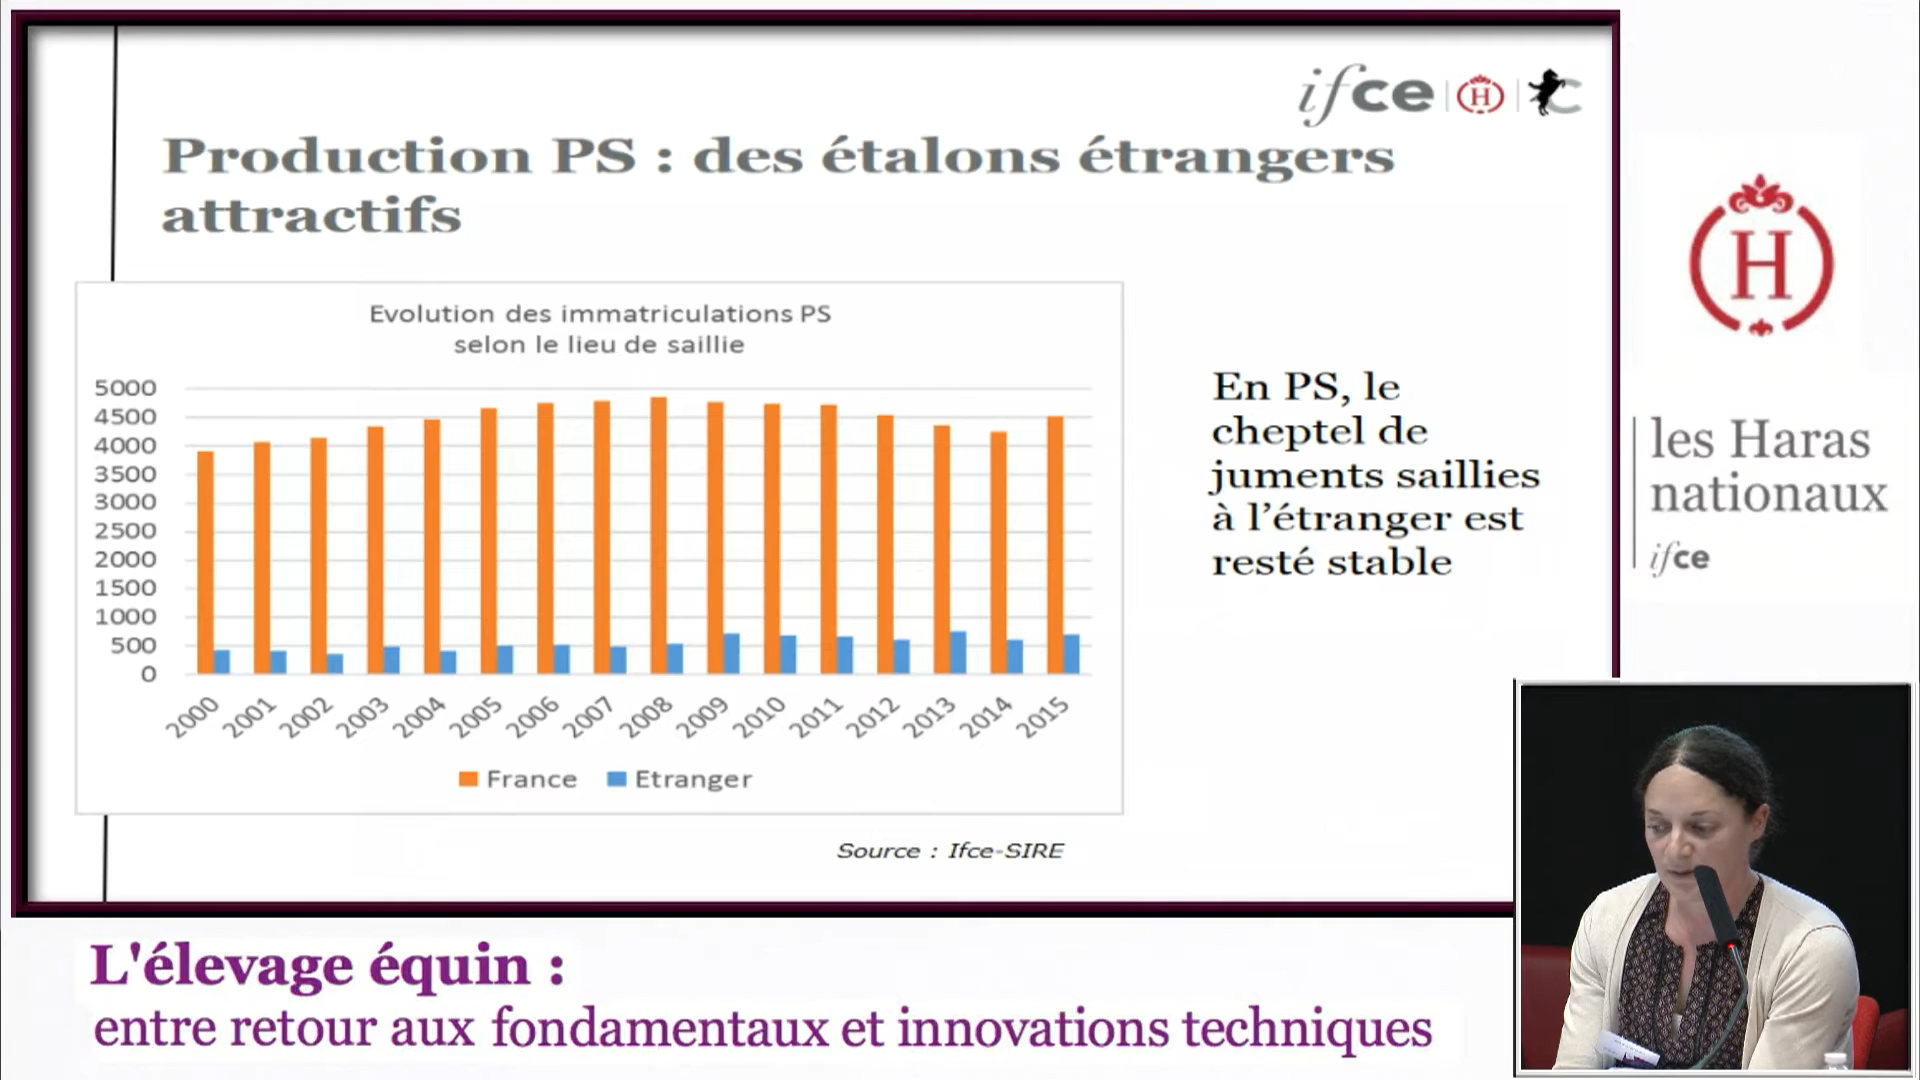 ifce
H
Production PS : des étalons étrangers
attractifs
Evolution des immatriculations PS
selon le lieu de saillie
5000
4500
4000
3500
3000
2500
2000
1500
1000
500
0
2000 2001 2002 2003 2004 2005 2006 2007 2008 2009 2010 2011 2012 2013 2014 2015
France Etranger
Source : Ifce-SIRE
En PS, le
cheptel de
juments saillies
à l’étranger est
resté stable
H
les Haras
nationaux
ifce
L'élevage équin :
entre retour aux fondamentaux et innovations techniques